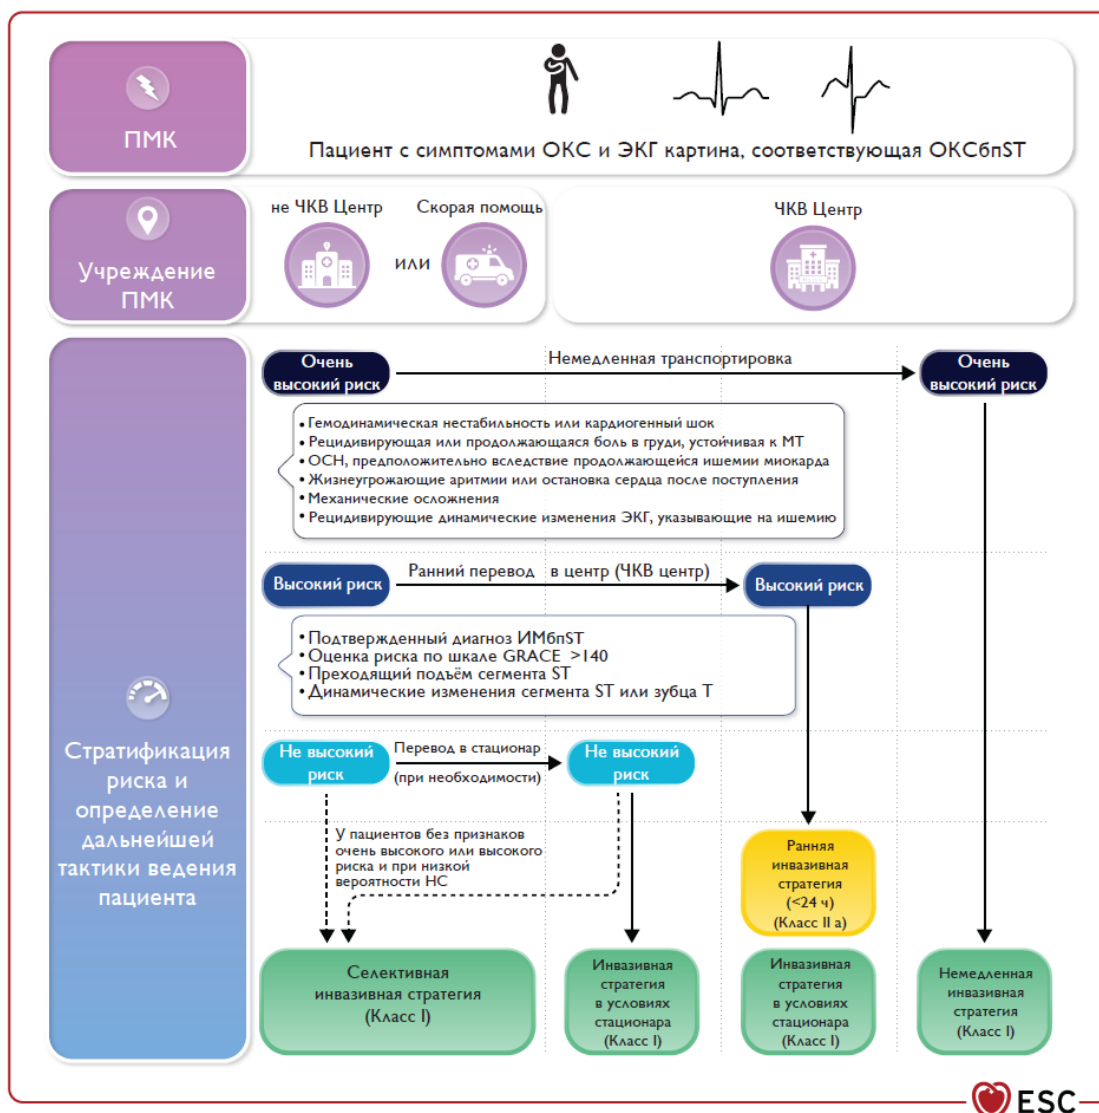 ПМК
Пациент с симптомами ОКС и ЭКГ картина, соответствующая ОКСбпST
Учреждение
ПМК
не ЧКВ Центр
или
Скорая помощь
ЧКВ Центр
Стратификация
риска и
определение
дальнейшей
тактики ведения
пациента
Очень
высокий риск
Немедленная транспортировка
Очень
высокий риск
• Гемодинамическая нестабильность или кардиогенный шок
• Рецидивирующая или продолжающаяся боль в груди, устойчивая к МТ
• ОСН, предположительно вследствие продолжающейся ишемии миокарда
• Жизнеугрожающие аритмии или остановка сердца после поступления
• Механические осложнения
• Рецидивирующие динамические изменения ЭКГ, указывающие на ишемию
Высокий риск
Ранний перевод в центр (ЧКВ центр)
Высокий риск
• Подтвержденный диагноз ИМбпST
• Оценка риска по шкале GRACE >140
• Преходящий подъём сегмента ST
• Динамические изменения сегмента ST или зубца Т
Не высокий
риск
Перевод в стационар
(при необходимости)
Не высокий
риск
У пациентов без признаков
очень высокого или высокого
риска и при низкой
вероятности НС
Ранняя
инвазивная
стратегия
(<24 ч)
(Класс II а)
Селективная
инвазивная стратегия
(Класс I)
Инвазивная
стратегия
в условиях
стационара
(Класс I)
Инвазивная
стратегия
в условиях
стационара
(Класс I)
Немедленная
инвазивная
стратегия
(Класс I)
ESC